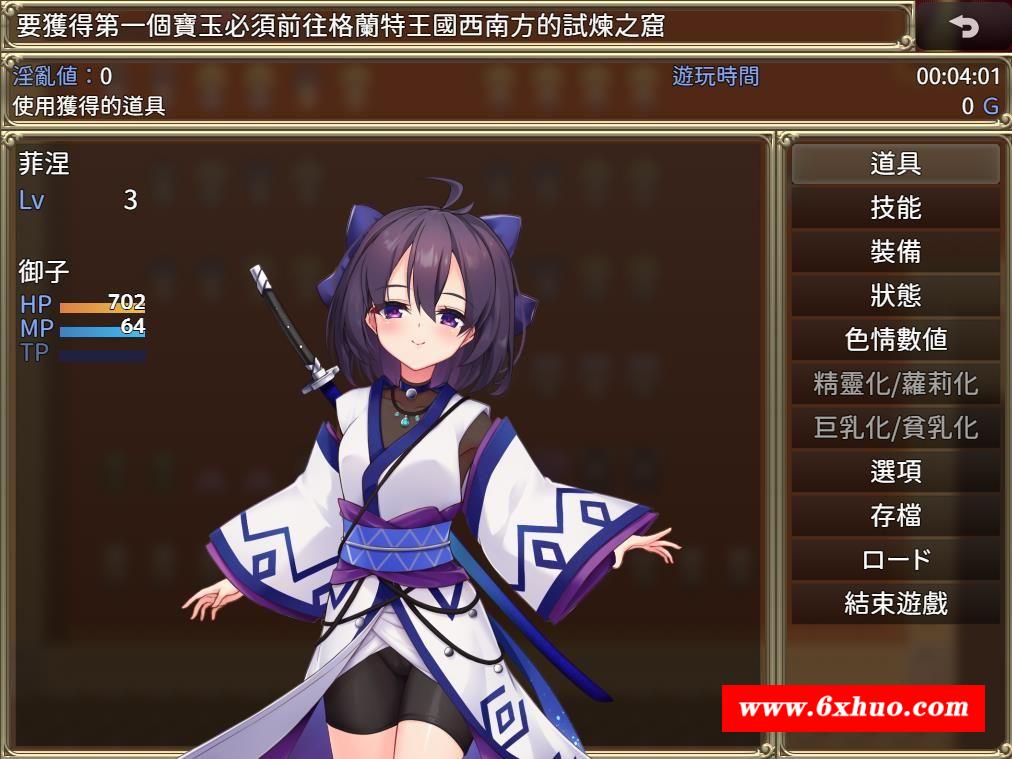 要獲得第一個寶玉必須前往格蘭特王國西南方的試煉之窟
淫亂値：0
遊玩時間 00:04:01
使用獲得的道具
0 G
菲涅
Lv 3
御子
HP 702
MP 64
TP
道具
技能
裝備
狀態
色情數値
精靈化/蘿莉化
巨乳化/貧乳化
選項
存檔
ロード
結束遊戲
www.6xhuo.com